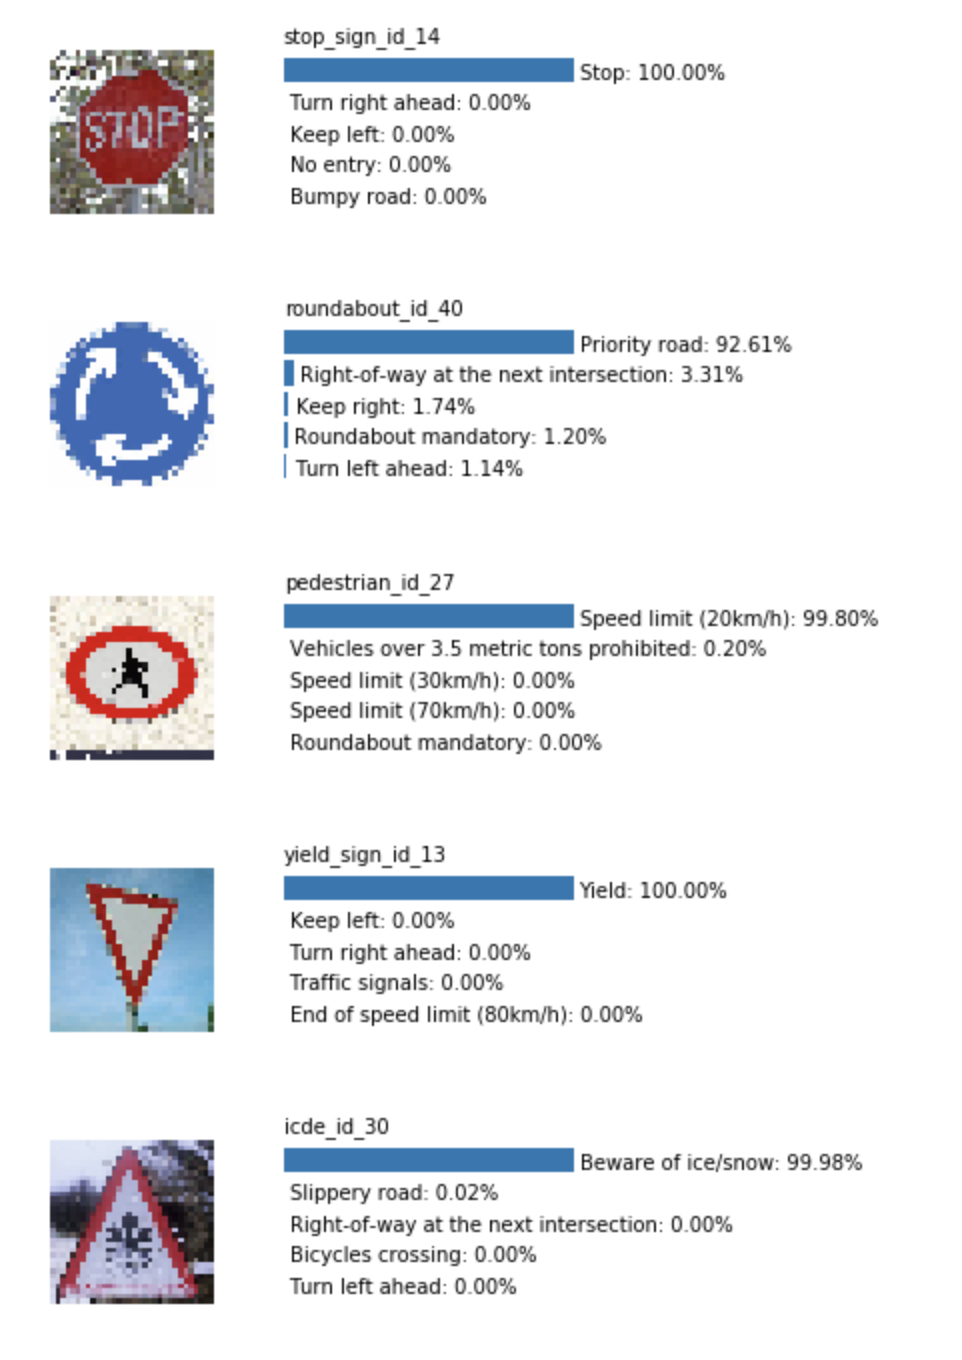 stop_sign_id_14
STOP
Stop: 100.00%
Turn right ahead: 0.00%
Keep left: 0.00%
No entry: 0.00%
Bumpy road: 0.00%
roundabout_id_40
Priority road: 92.61%
Right-of-way at the next intersection: 3.31%
Keep right: 1.74%
Roundabout mandatory: 1.20%
Turn left ahead: 1.14%
pedestrian_id_27
Speed limit (20km/h): 99.80%
Vehicles over 3.5 metric tons prohibited: 0.20%
Speed limit (30km/h): 0.00%
Speed limit (70km/h): 0.00%
Roundabout mandatory: 0.00%
yield_sign_id_13
Yield: 100.00%
Keep left: 0.00%
Turn right ahead: 0.00%
Traffic signals: 0.00%
End of speed limit (80km/h): 0.00%
icde_id_30
Beware of ice/snow: 99.98%
Slippery road: 0.02%
Right-of-way at the next intersection: 0.00%
Bicycles crossing: 0.00%
Turn left ahead: 0.00%